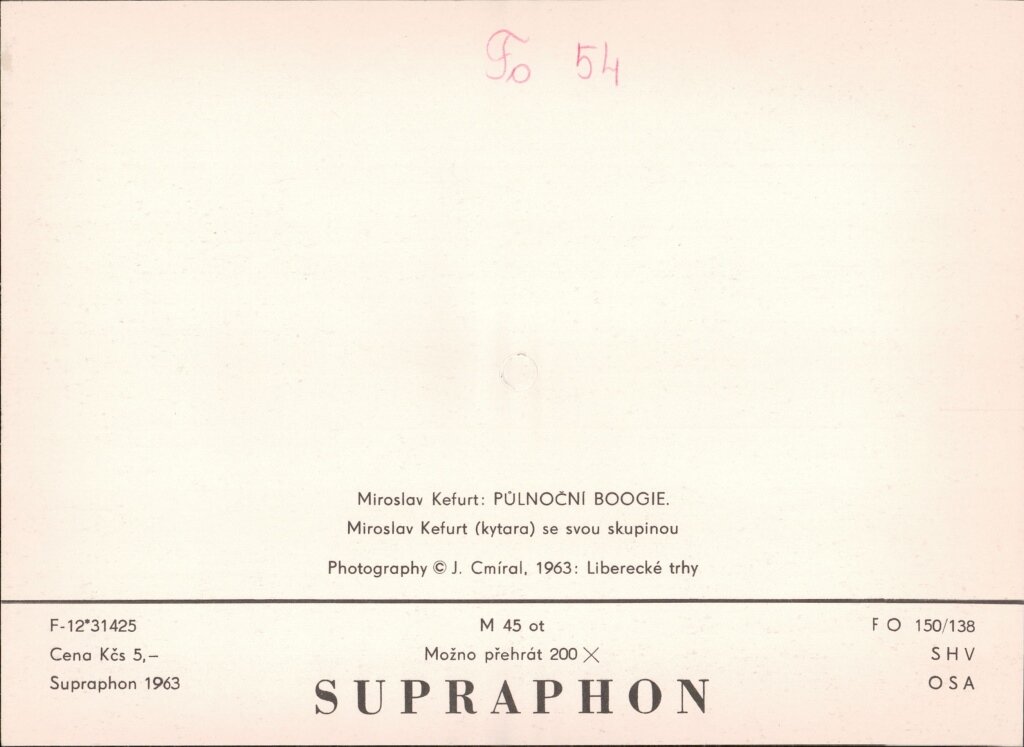 Fo 54
Miroslav Kefurt: PŮLNOČNÍ BOOGIE.
Miroslav Kefurt (kytara) se svou skupinou
Photography © J. Cmíral, 1963: Liberecké trhy
F-12*31425
Cena Kčs 5,–
Supraphon 1963
M 45 ot
Možno přehrát 200 ×
SUPRAPHON
FO 150/138
SHV
OSA